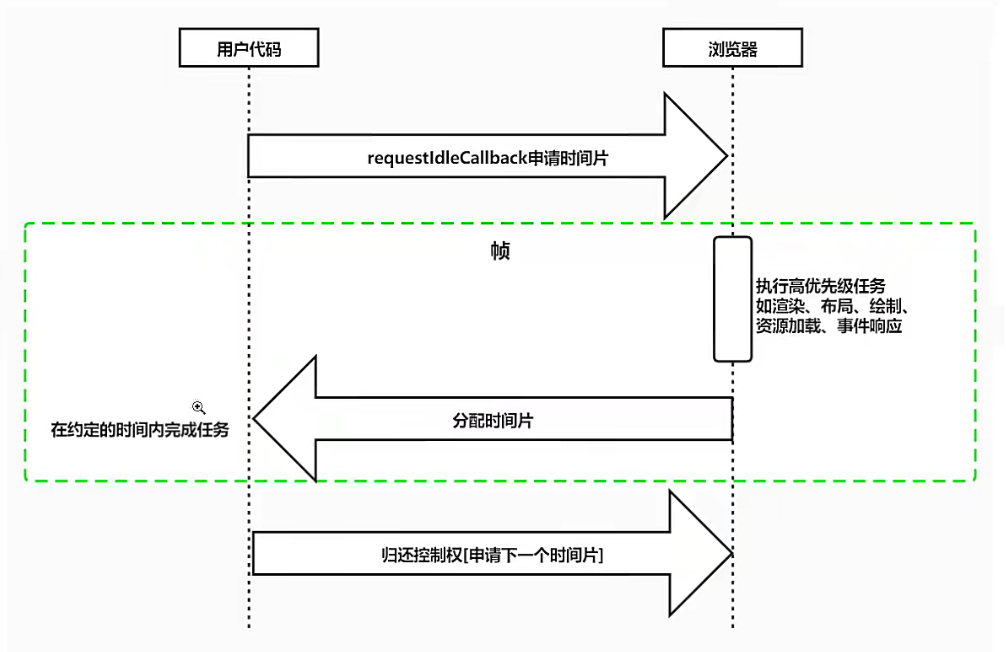 用户代码
浏览器
requestIdleCallback申请时间片
帧
执行高优先级任务
如渲染、布局、绘制、
资源加载、事件响应
分配时间片
在约定的时间内完成任务
归还控制权[申请下一个时间片]